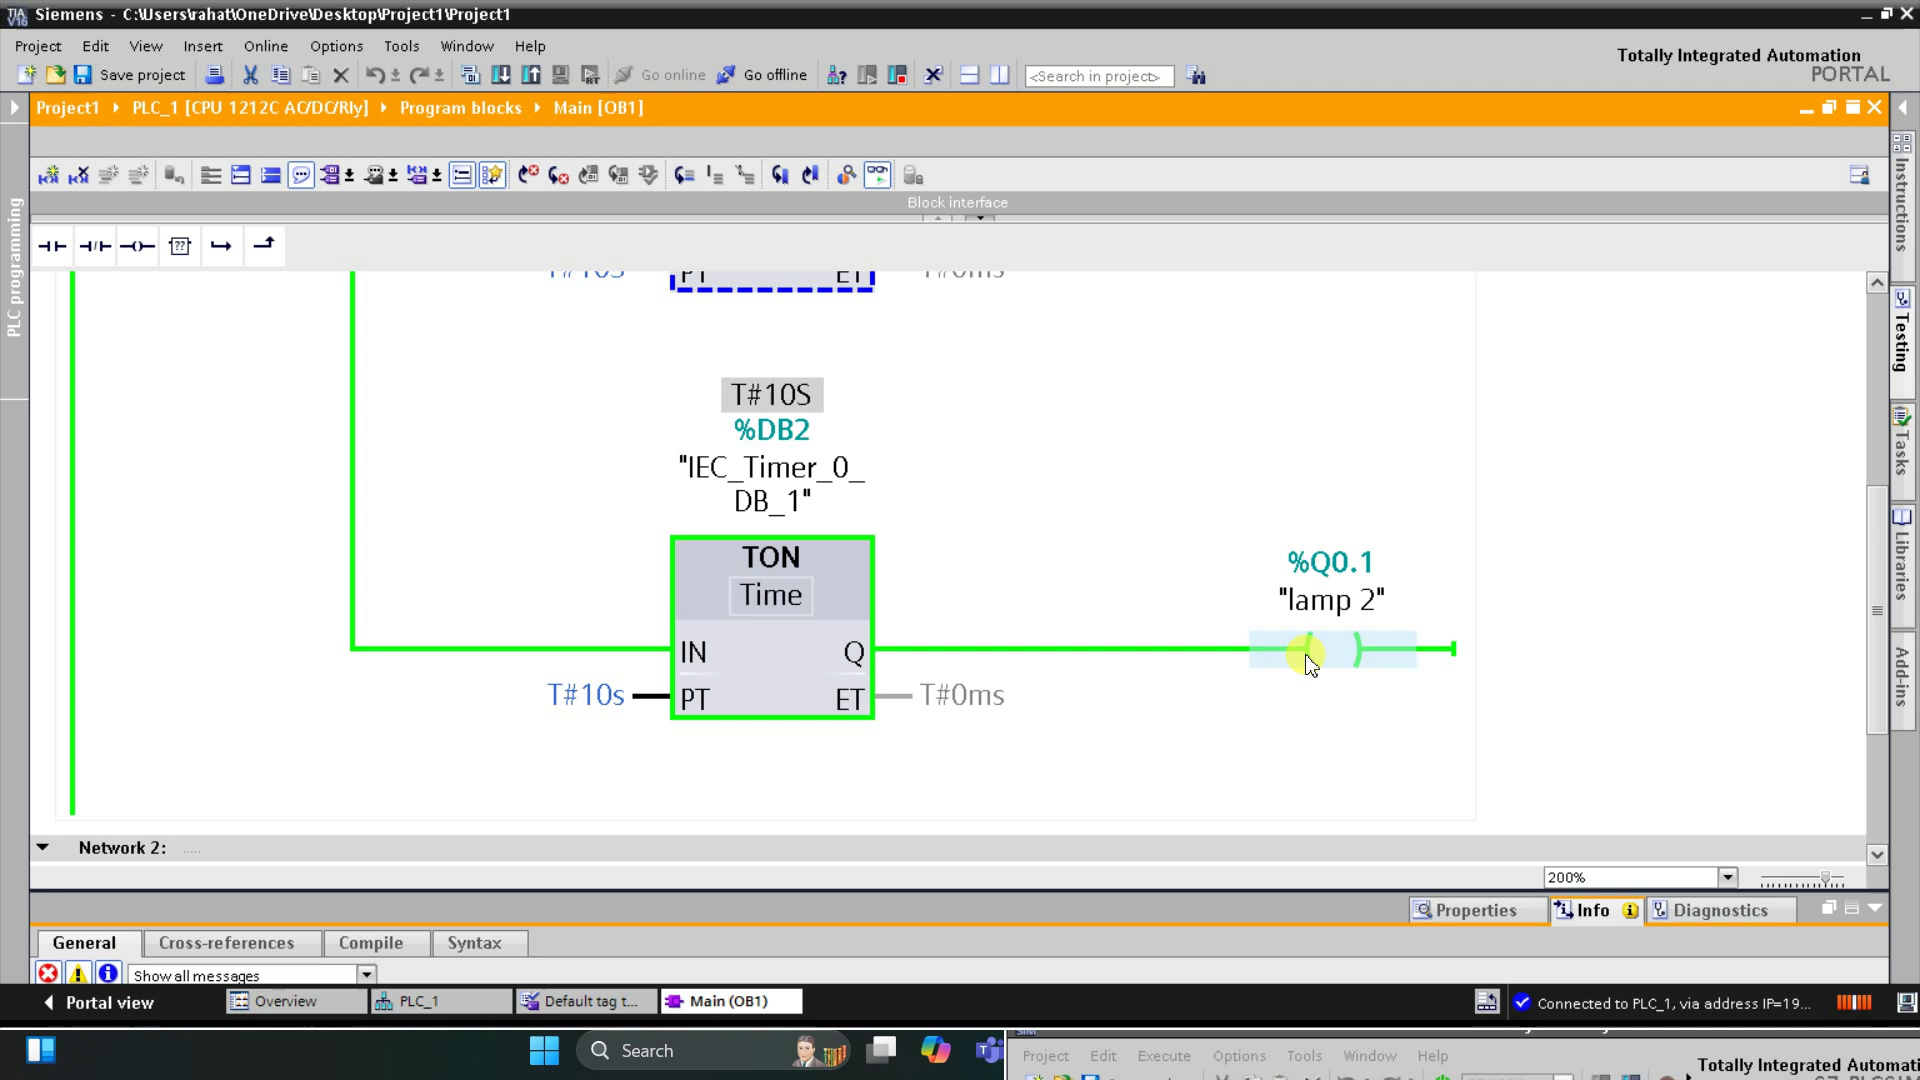 Siemens - C:\Users\rahat\OneDrive\Desktop\Project1\Project1
Project Edit View Insert Online Options Tools Window Help
Totally Integrated Automation
PORTAL
Save project
Go online
Go offline
<Search in project>
Project1 PLC_1 [CPU 1212C AC/DC/Rly] Program blocks Main [OB1]
Block interface
PLC programming
Instructions
Testing
Tasks
Libraries
Add-ins
T#10S
PT
ET
T#0ms
T#10S
%DB2
"IEC_Timer_0_
DB_1"
TON
Time
IN
Q
T#10s
PT
ET
T#0ms
%Q0.1
"lamp 2"
Network 2: .....
200%
Properties
Info
Diagnostics
General
Cross-references
Compile
Syntax
Show all messages
Portal view
Overview
PLC_1
Default tag t...
Main (OB1)
Connected to PLC_1, via address IP=19...
Search
Project Edit Execute Options Tools Window Help
Totally Integrated Automati